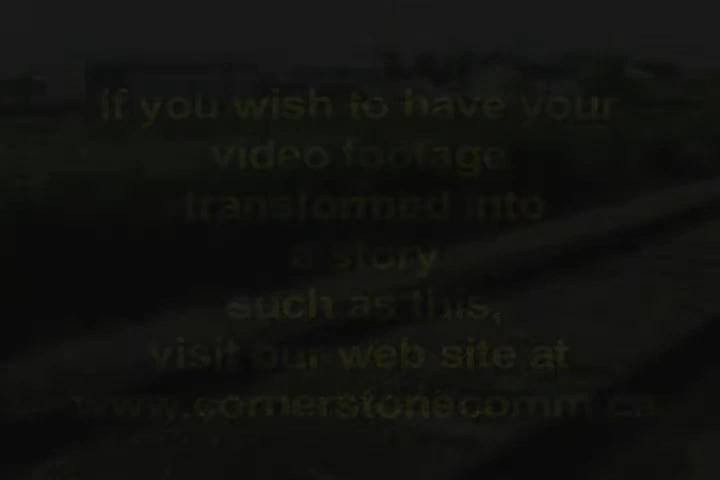 If you wish to have your
video footage
transformed into
a story
such as this,
visit our web site at
www.cornerstonecomm.ca